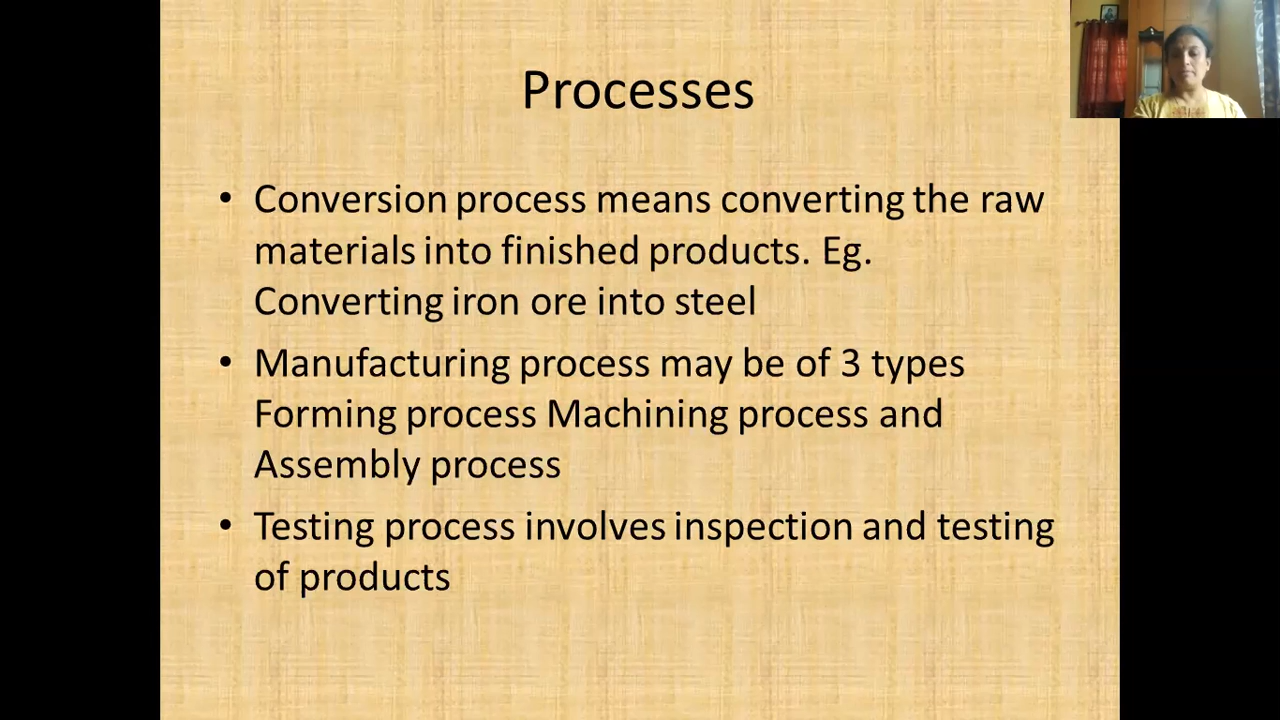 Processes
• Conversion process means converting the raw
materials into finished products. Eg.
Converting iron ore into steel
• Manufacturing process may be of 3 types
Forming process Machining process and
Assembly process
• Testing process involves inspection and testing
of products